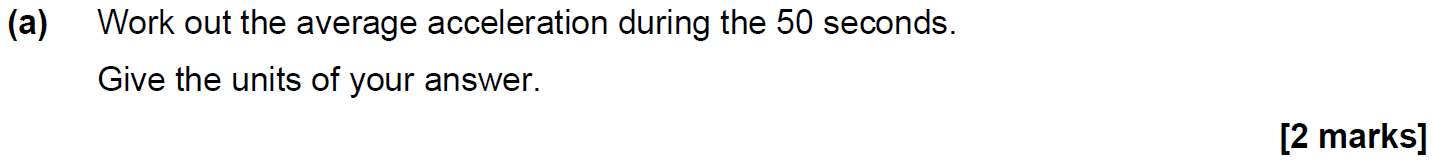 (a) Work out the average acceleration during the 50 seconds.
Give the units of your answer.
[2 marks]